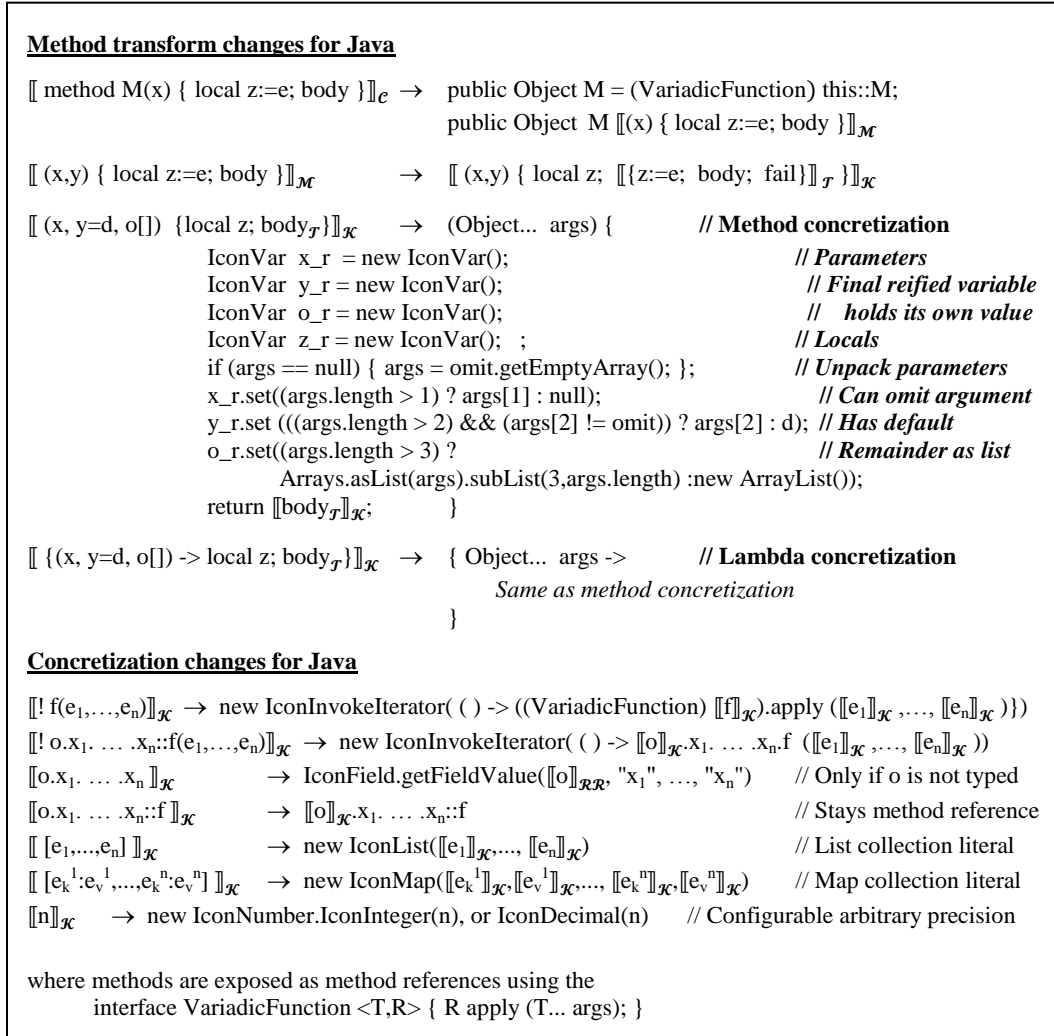 Method transform changes for Java
⟦ method M(x) { local z:=e; body }⟧𝓒 → public Object M = (VariadicFunction) this::M;
public Object M ⟦(x) { local z:=e; body }⟧𝓜
⟦ (x,y) { local z:=e; body }⟧𝓜 → ⟦ (x,y) { local z; ⟦{z:=e; body; fail}⟧𝓣 }⟧𝓚
⟦ (x, y=d, o[]) {local z; body𝓣}⟧𝓚 → (Object... args) { // Method concretization
IconVar x_r = new IconVar(); // Parameters
IconVar y_r = new IconVar(); // Final reified variable
IconVar o_r = new IconVar(); // holds its own value
IconVar z_r = new IconVar(); ; // Locals
if (args == null) { args = omit.getEmptyArray(); }; // Unpack parameters
x_r.set((args.length > 1) ? args[1] : null); // Can omit argument
y_r.set (((args.length > 2) && (args[2] != omit)) ? args[2] : d); // Has default
o_r.set((args.length > 3) ? // Remainder as list
Arrays.asList(args).subList(3,args.length) :new ArrayList());
return ⟦body𝓣⟧𝓚; }
⟦ {(x, y=d, o[]) -> local z; body𝓣}⟧𝓚 → { Object... args -> // Lambda concretization
Same as method concretization
}
Concretization changes for Java
⟦! f(e1,…,en)⟧𝓚 → new IconInvokeIterator( ( ) -> ((VariadicFunction) ⟦f⟧𝓚).apply (⟦e1⟧𝓚 ,…, ⟦en⟧𝓚 )})
⟦! o.x1. … .xn::f(e1,…,en)⟧𝓚 → new IconInvokeIterator( ( ) -> ⟦o⟧𝓚.x1. … .xn.f (⟦e1⟧𝓚 ,…, ⟦en⟧𝓚 ))
⟦o.x1. … .xn ⟧𝓚 → IconField.getFieldValue(⟦o⟧𝓡𝓡, "x1", …, "xn") // Only if o is not typed
⟦o.x1. … .xn::f ⟧𝓚 → ⟦o⟧𝓚.x1. … .xn::f // Stays method reference
⟦ [e1,...,en] ⟧𝓚 → new IconList(⟦e1⟧𝓚,..., ⟦en⟧𝓚) // List collection literal
⟦ [ek1:ev1,...,ekn:evn] ⟧𝓚 → new IconMap(⟦ek1⟧𝓚,⟦ev1⟧𝓚,..., ⟦ekn⟧𝓚,⟦evn⟧𝓚) // Map collection literal
⟦n⟧𝓚 → new IconNumber.IconInteger(n), or IconDecimal(n) // Configurable arbitrary precision
where methods are exposed as method references using the
interface VariadicFunction <T,R> { R apply (T... args); }